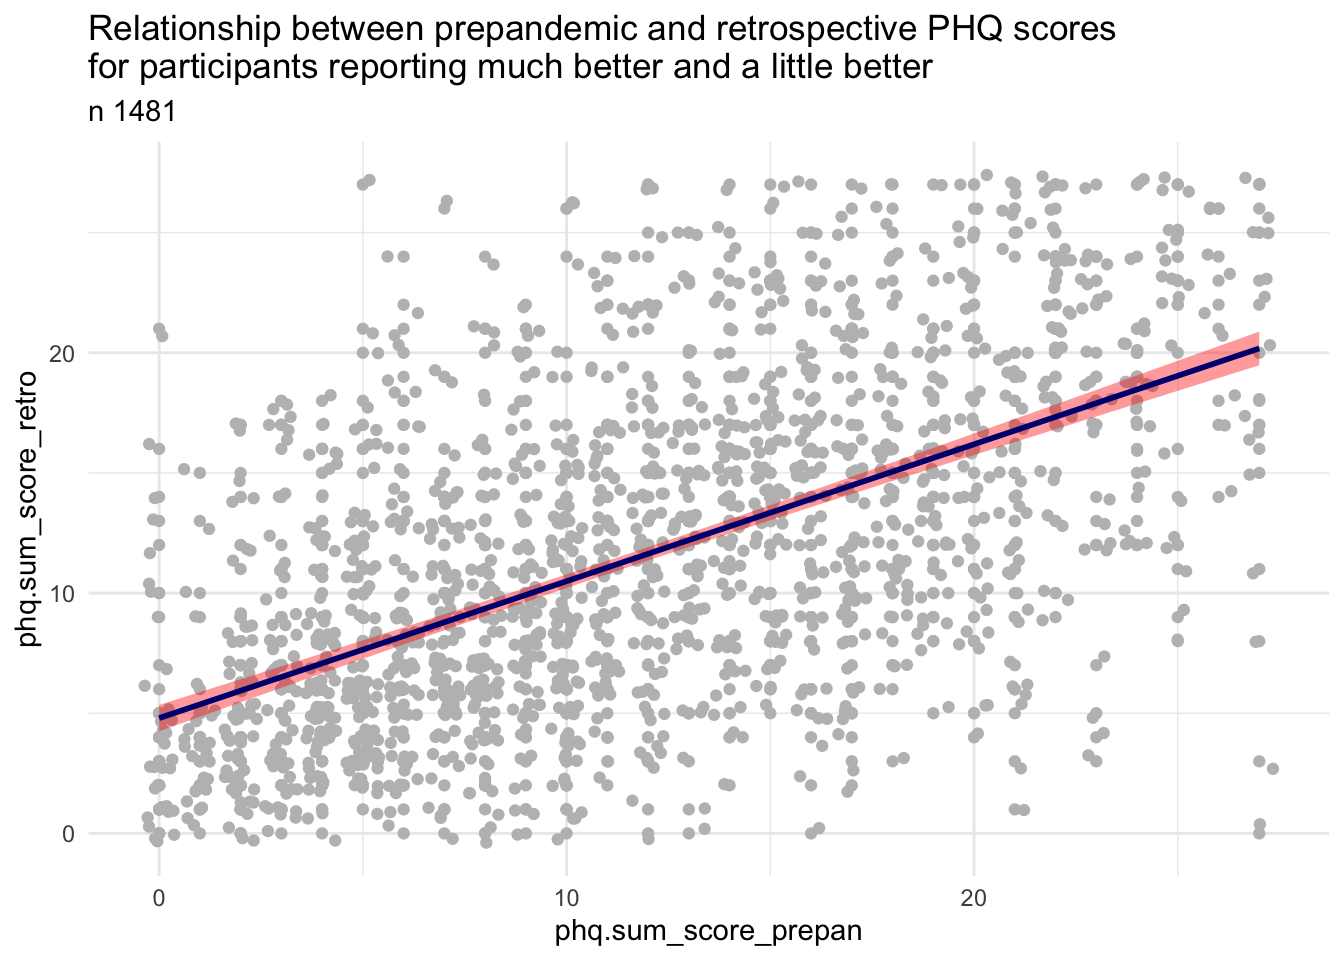 Relationship between prepandemic and retrospective PHQ scores
for participants reporting much better and a little better
n 1481
phq.sum_score_retro
20
10
0
0
10
20
phq.sum_score_prepan